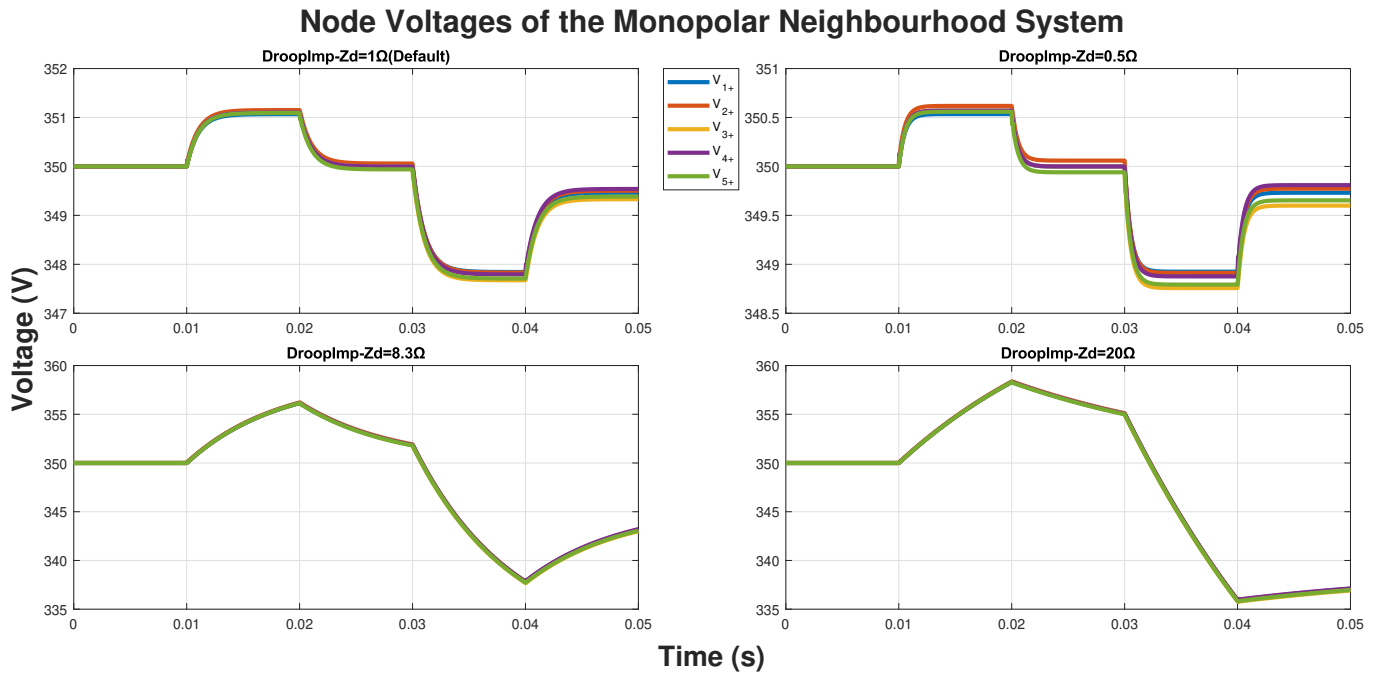 Node Voltages of the Monopolar Neighbourhood System
DroopImp-Zd=1Ω(Default)
352
351
350
349
348
347
0 0.01 0.02 0.03 0.04 0.05
V1+
V2+
V3+
V4+
V5+
DroopImp-Zd=0.5Ω
351
350.5
350
349.5
349
348.5
0 0.01 0.02 0.03 0.04 0.05
Voltage (V)
DroopImp-Zd=8.3Ω
360
355
350
345
340
335
0 0.01 0.02 0.03 0.04 0.05
DroopImp-Zd=20Ω
360
355
350
345
340
335
0 0.01 0.02 0.03 0.04 0.05
Time (s)